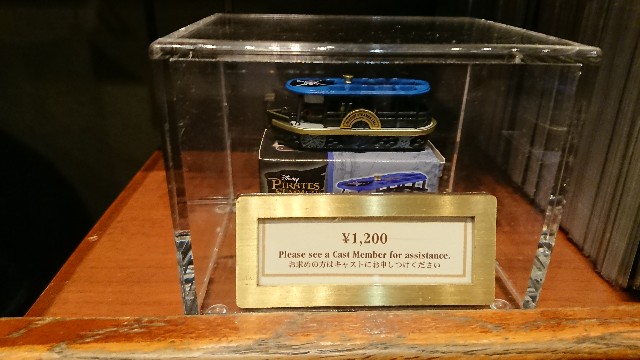 Disney
PIRATES
¥1,200
Please see a Cast Member for assistance.
お求めの方はキャストにお申しつけください